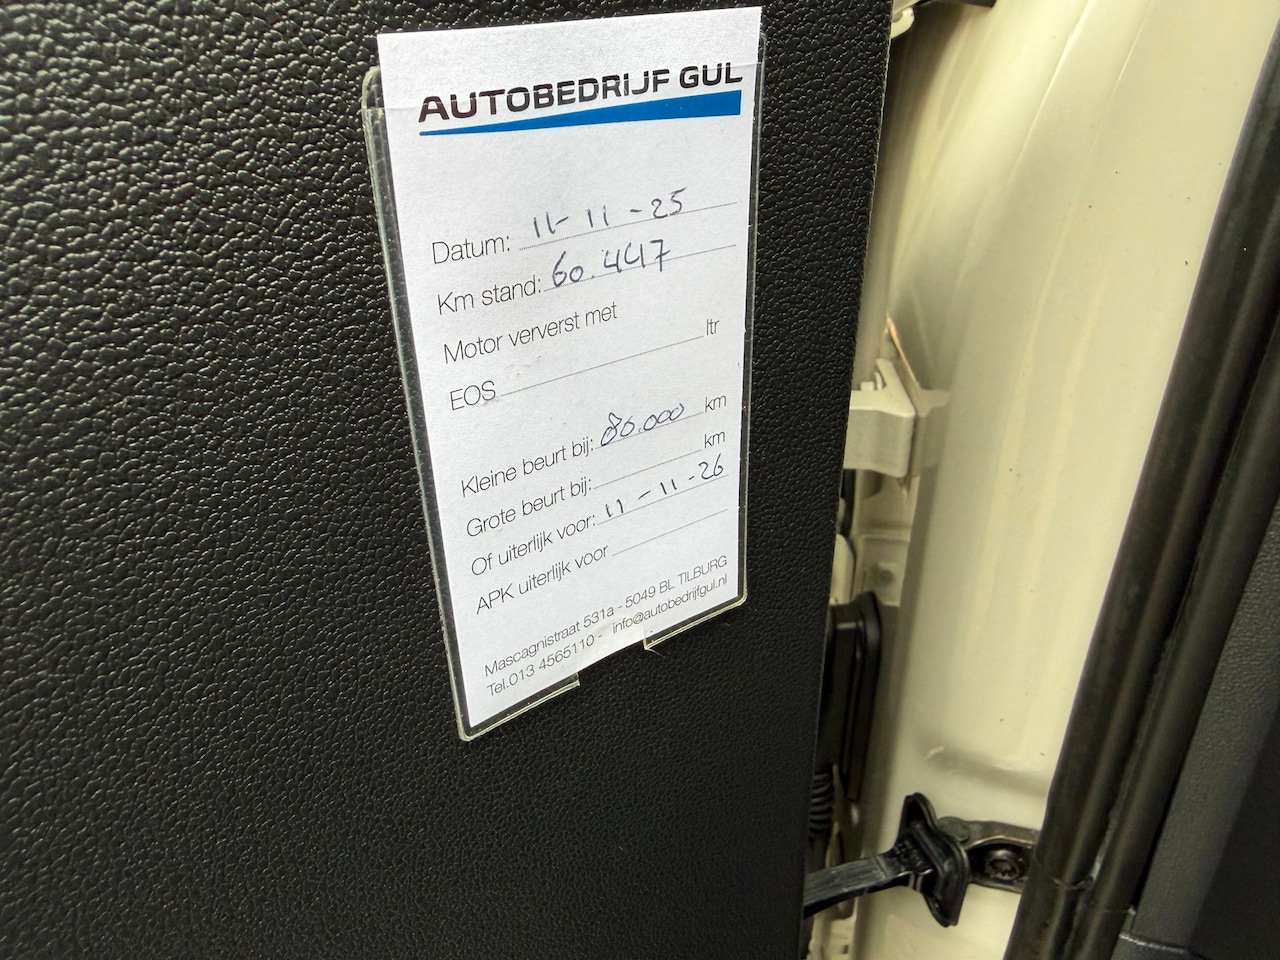 AUTOBEDRIJF GUL
Datum: 11-11-25
Km stand: 60.447
Motor ververst met
EOS ltr
Kleine beurt bij: 80.000 km
Grote beurt bij: km
Of uiterlijk voor: 11-11-26
APK uiterlijk voor
Mascagnistraat 531a - 5049 BL TILBURG
Tel.013 4565110 - info@autobedrijfgul.nl